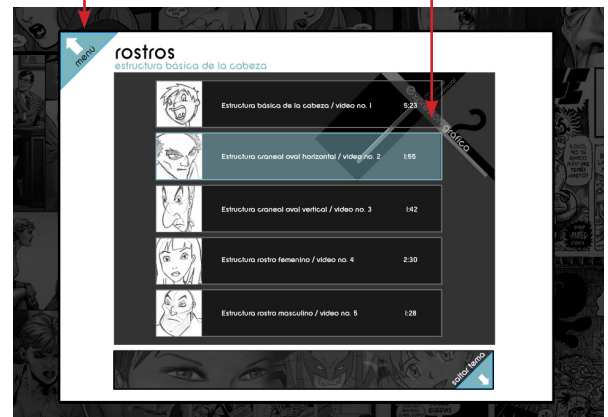 menú
rostros
estructura básica de la cabeza
Estructura básica de la cabeza / video no. 1 5:23
Estructura craneal oval horizontal / video no. 2 1:55
Estructura craneal oval vertical / video no. 3 1:42
Estructura rostro femenino / video no. 4 2:30
Estructura rostro masculino / video no. 5 1:28
gráfica
saltar tema